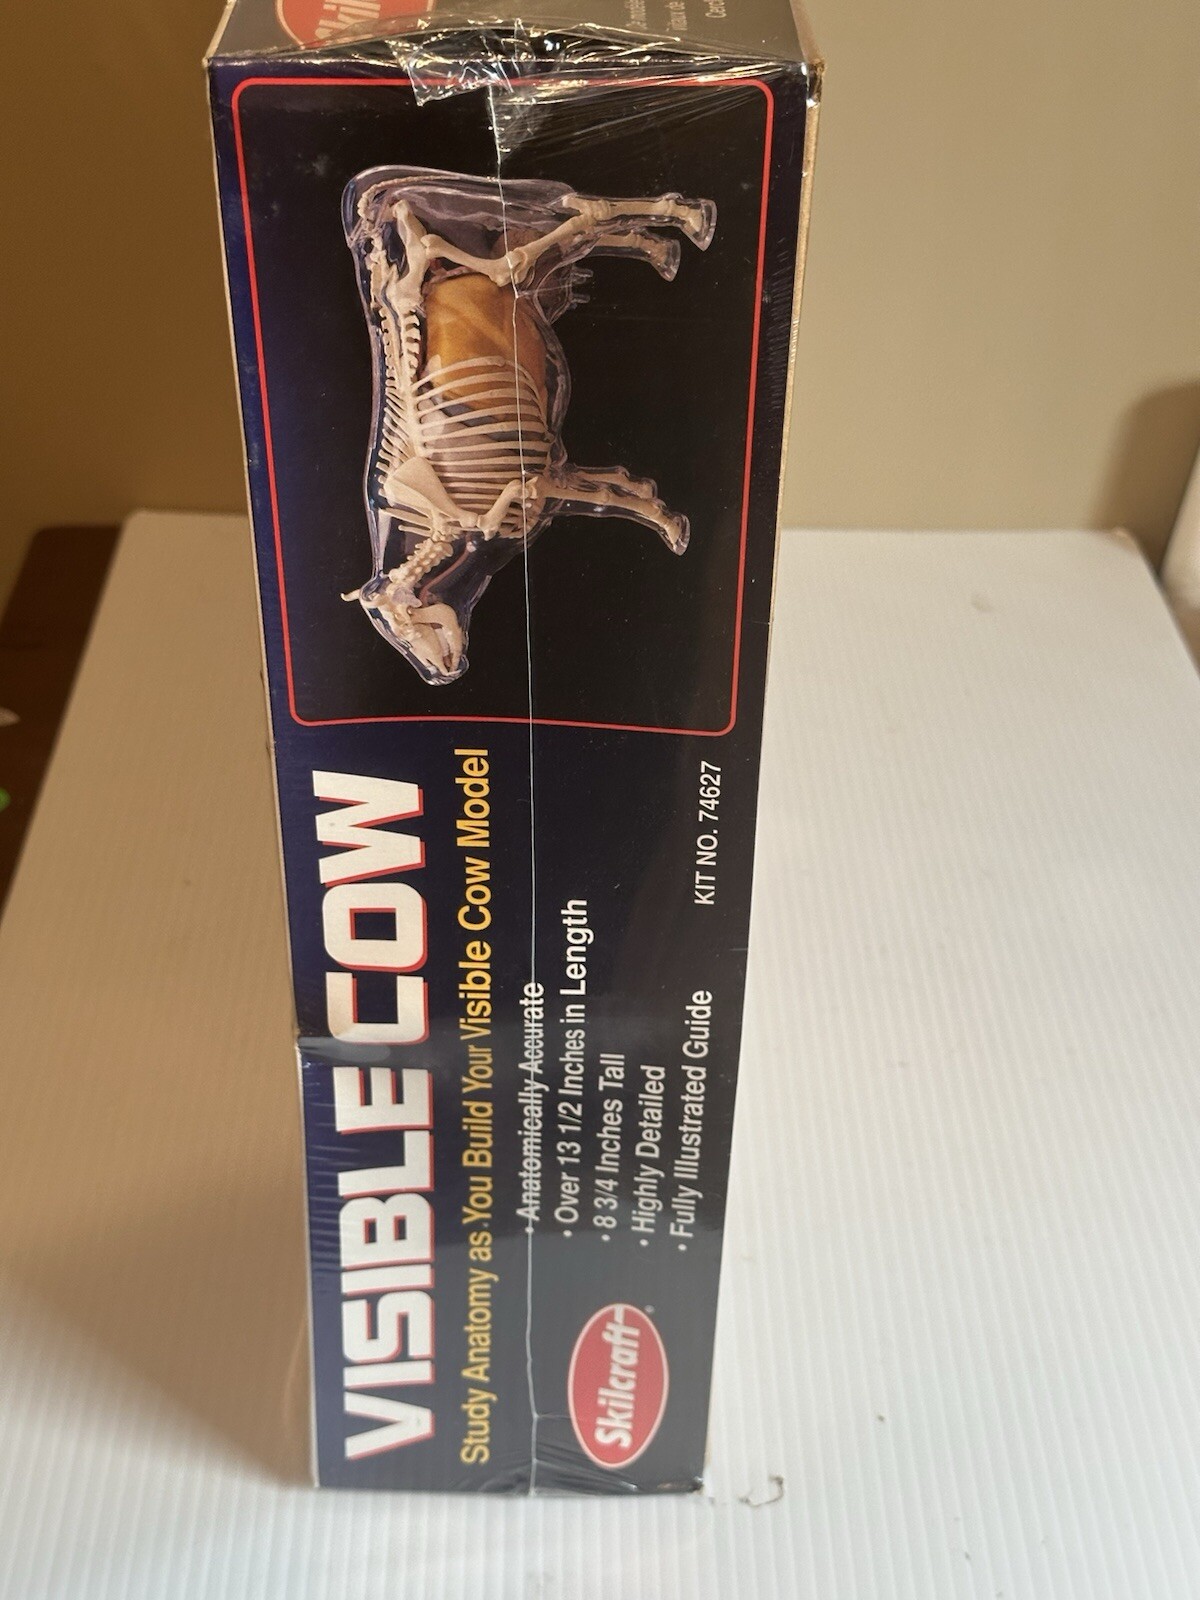 VISIBLE COW
Study Anatomy as You Build Your Visible Cow Model
• Anatomically Accurate
• Over 13 1/2 Inches in Length
• 8 3/4 Inches Tall
• Highly Detailed
• Fully Illustrated Guide
KIT NO. 74627
Skilcraft